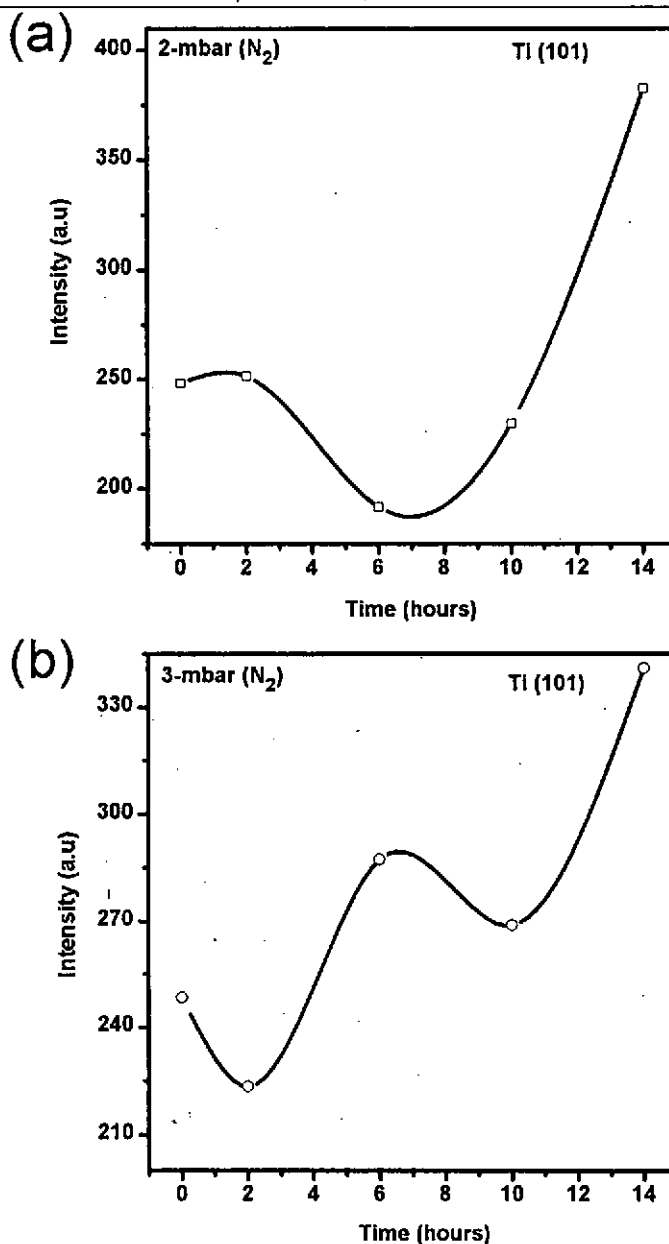 (a)
2-mbar (N₂) Ti (101)
400
350
300
250
200
Intensity (a.u)
0 2 4 6 8 10 12 14
Time (hours)
(b)
3-mbar (N₂) Ti (101)
330
300
270
240
210
Intensity (a.u)
0 2 4 6 8 10 12 14
Time (hours)